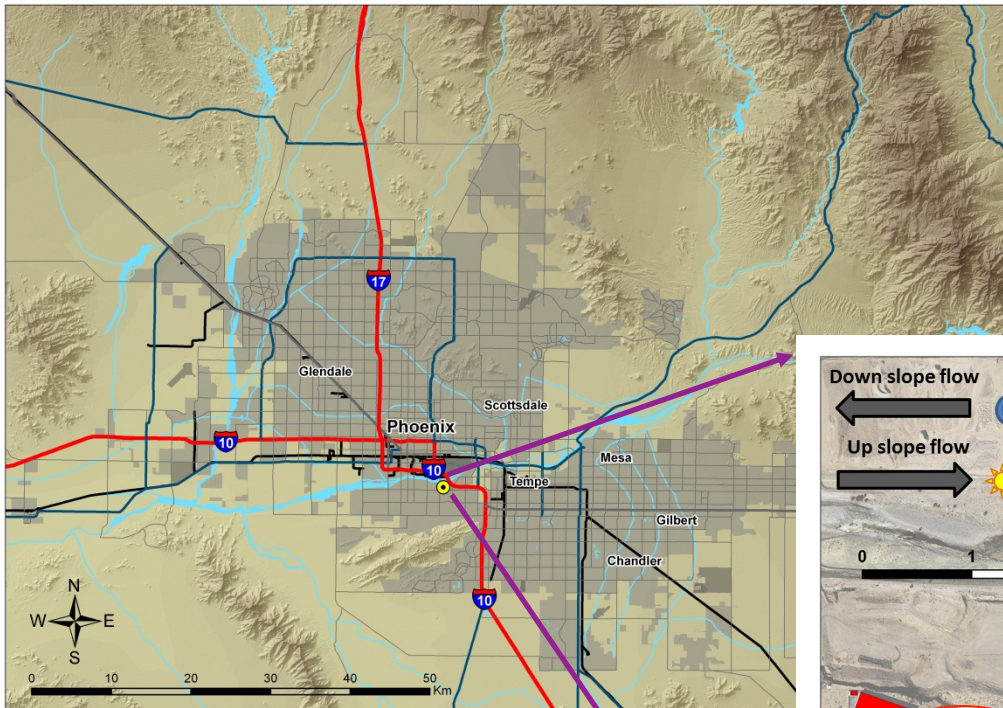 17
Glendale
Scottsdale
Phoenix
10
10
Mesa
Tempe
Gilbert
Chandler
10
N
W E
S
0 10 20 30 40 50
Km
Down slope flow
Up slope flow
0 1